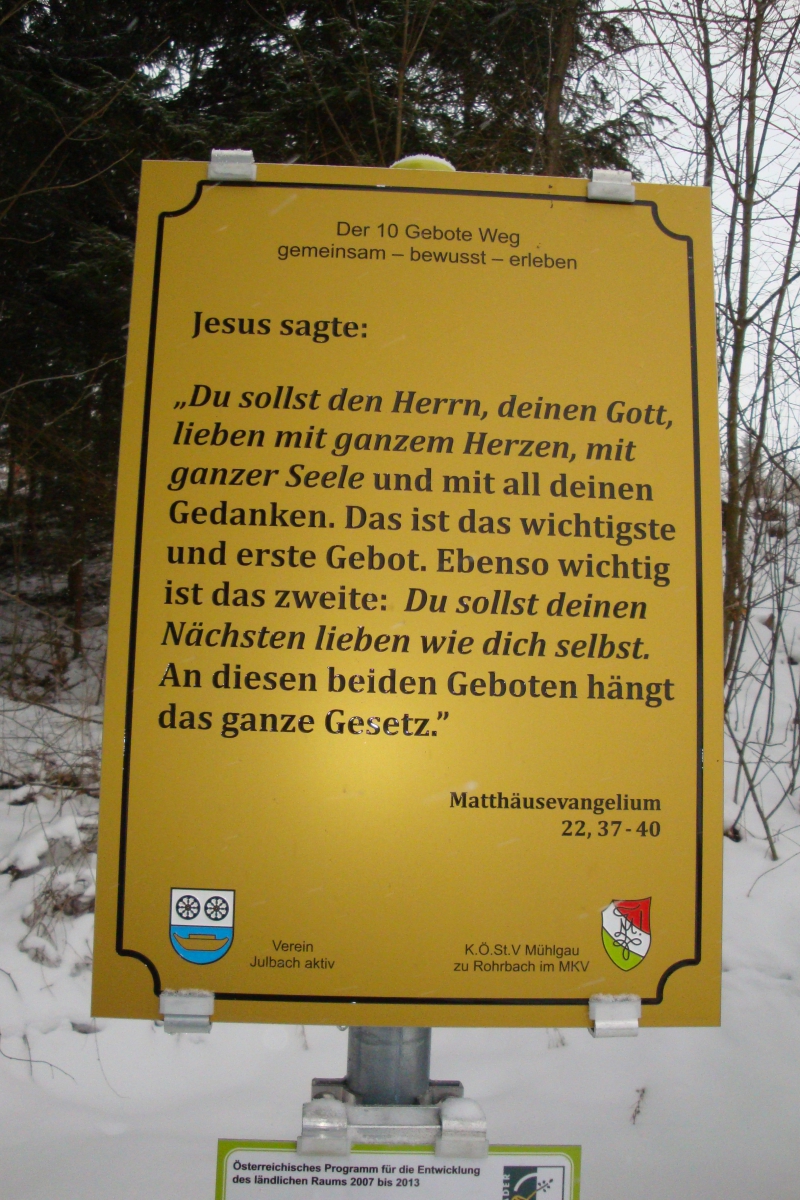 Der 10 Gebote Weg
gemeinsam – bewusst – erleben
Jesus sagte:
„Du sollst den Herrn, deinen Gott,
lieben mit ganzem Herzen, mit
ganzer Seele und mit all deinen
Gedanken. Das ist das wichtigste
und erste Gebot. Ebenso wichtig
ist das zweite: Du sollst deinen
Nächsten lieben wie dich selbst.
An diesen beiden Geboten hängt
das ganze Gesetz.”
Matthäusevangelium
22, 37-40
Verein
Julbach aktiv
K.Ö.St.V Mühlgau
zu Rohrbach im MKV
Österreichisches Programm für die Entwicklung
des ländlichen Raums 2007 bis 2013